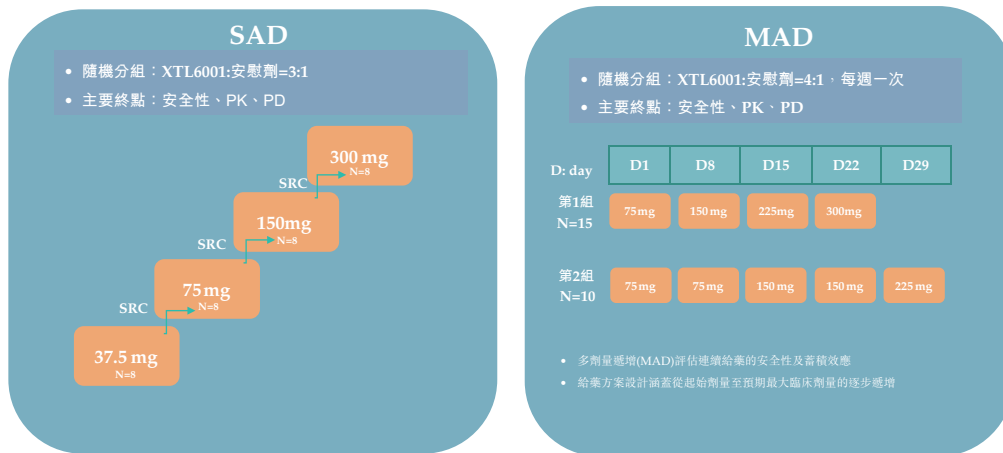 SAD
• 隨機分組：XTL6001:安慰劑=3:1
• 主要終點：安全性、PK、PD
300 mg
N=8
SRC
150mg
N=8
SRC
75 mg
N=8
SRC
37.5 mg
N=8
MAD
• 隨機分組：XTL6001:安慰劑=4:1，每週一次
• 主要終點：安全性、PK、PD
D: day D1 D8 D15 D22 D29
第1組
N=15
75mg 150mg 225mg 300mg
第2組
N=10
75mg 75mg 150mg 150mg 225mg
• 多劑量遞增(MAD)評估連續給藥的安全性及蓄積效應
• 給藥方案設計涵蓋從起始劑量至預期最大臨床劑量的逐步遞增